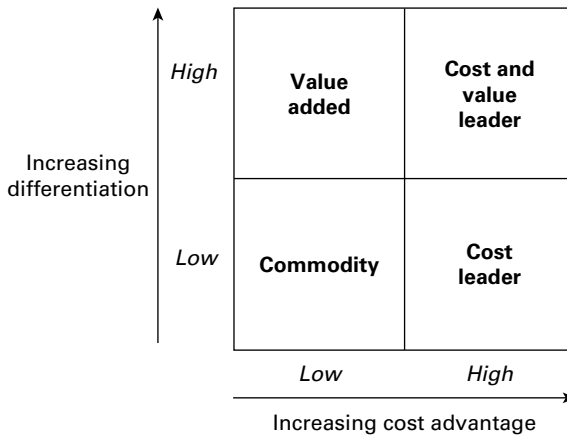 High
Value
added
Cost and
value
leader
Increasing
differentiation
Low
Commodity
Cost
leader
Low
High
Increasing cost advantage